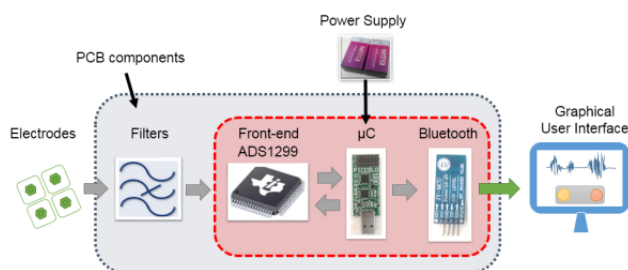 Power Supply
PCB components
Electrodes
Filters
Front-end
ADS1299
µC
Bluetooth
Graphical
User Interface